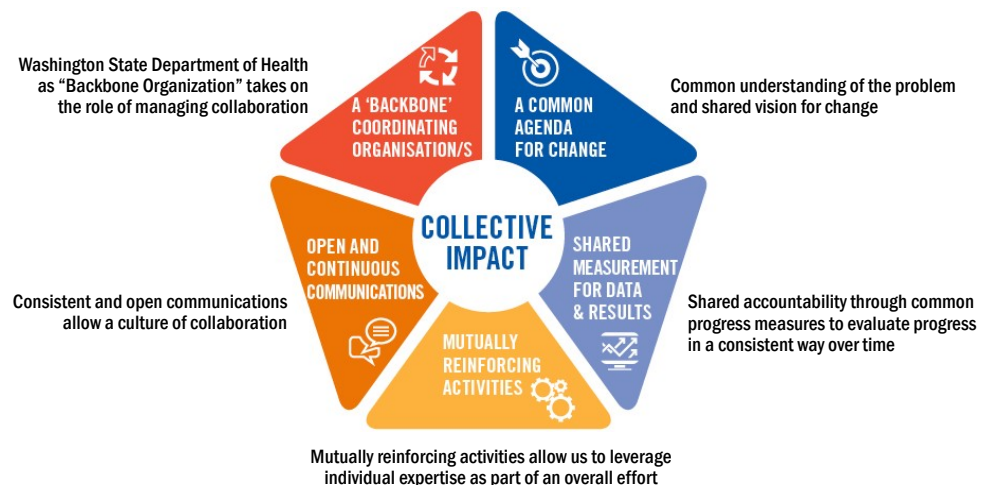 Washington State Department of Health
as “Backbone Organization” takes on
the role of managing collaboration
A ‘BACKBONE’
COORDINATING
ORGANISATION/S
A COMMON
AGENDA
FOR CHANGE
Common understanding of the problem
and shared vision for change
COLLECTIVE
IMPACT
OPEN AND
CONTINUOUS
COMMUNICATIONS
Consistent and open communications
allow a culture of collaboration
SHARED
MEASUREMENT
FOR DATA
& RESULTS
Shared accountability through common
progress measures to evaluate progress
in a consistent way over time
MUTUALLY
REINFORCING
ACTIVITIES
Mutually reinforcing activities allow us to leverage
individual expertise as part of an overall effort